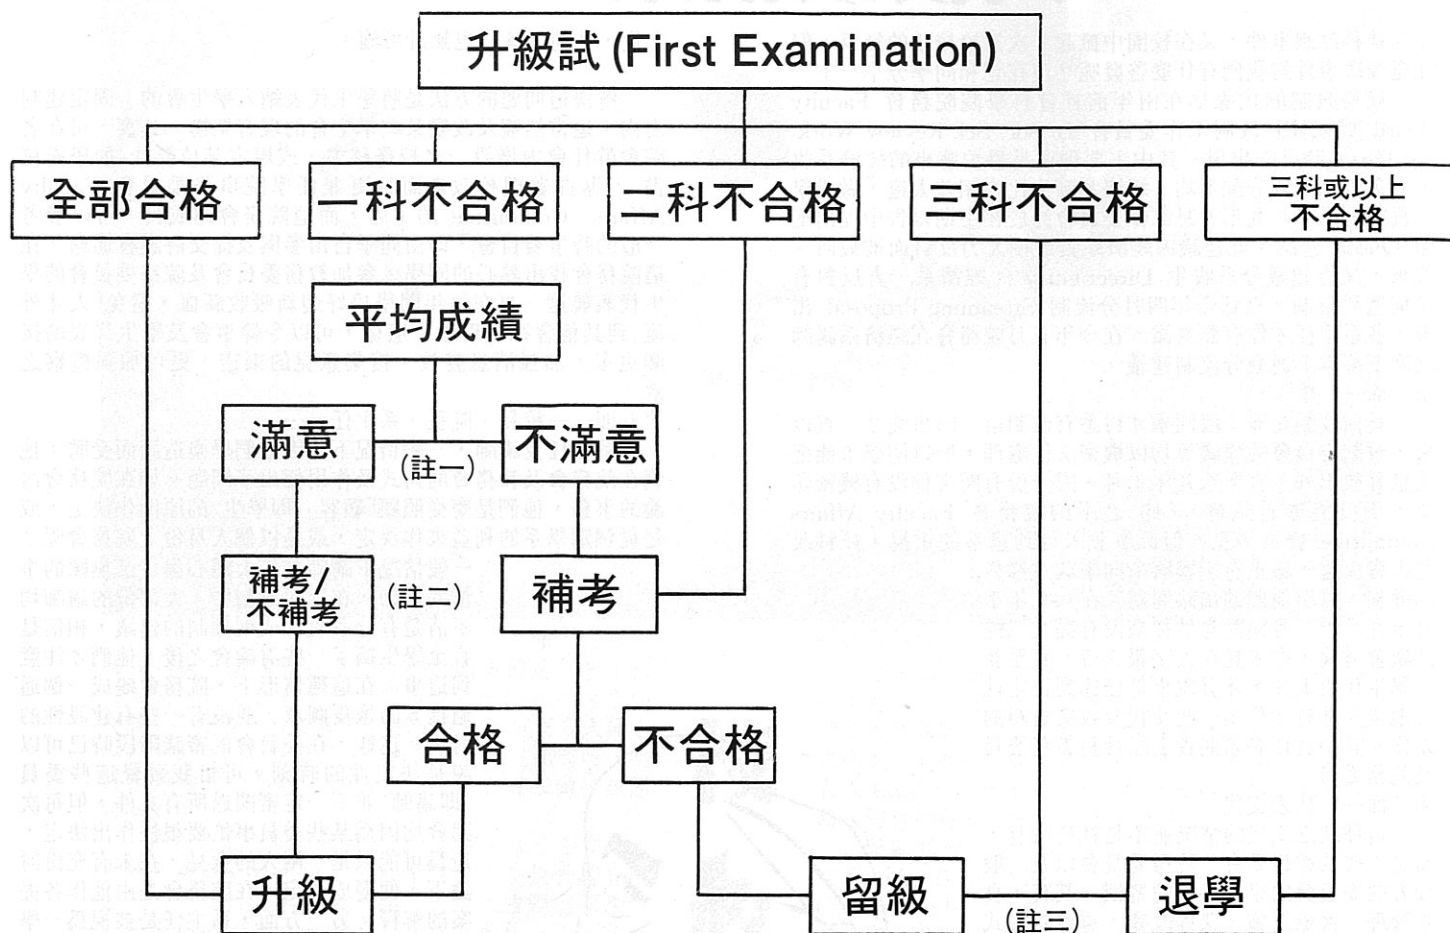 升級試 (First Examination)
全部合格
一科不合格
二科不合格
三科不合格
三科或以上
不合格
平均成績
滿意
(註一)
不滿意
補考/
不補考
(註二)
補考
合格
不合格
升級
留級
(註三)
退學